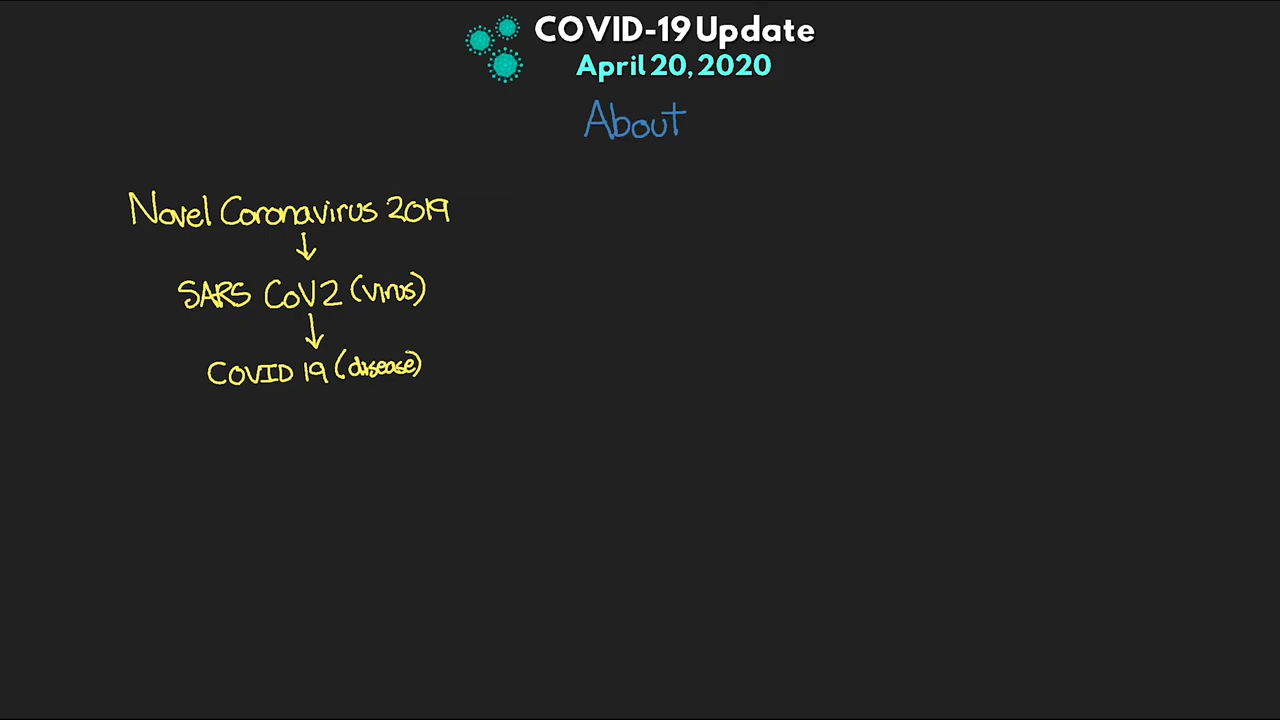 COVID-19 Update
April 20, 2020
About
Novel Coronavirus 2019
SARS CoV2 (virus)
COVID 19 (disease)